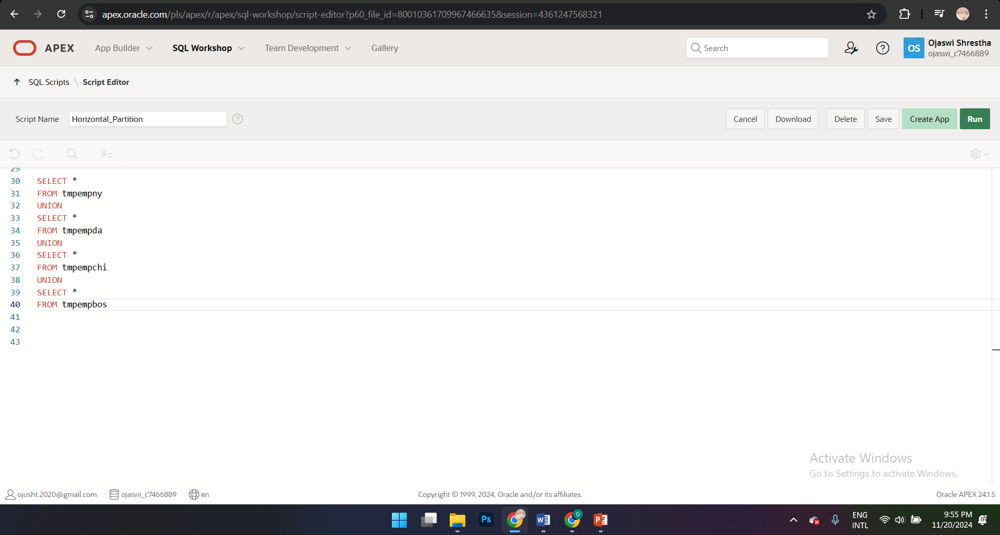 apex.oracle.com/pls/apex/r/apex/sql-workshop/script-editor?p60_file_id=80010361709967466635&session=4361247568321
APEX App Builder SQL Workshop Team Development Gallery Search OS Ojaswi Shrestha
ojaswi_c7466889
SQL Scripts \ Script Editor
Script Name Horizontal_Partition ? Cancel Download Delete Save Create App Run
A::
29
30 SELECT *
31 FROM tmpempny
32 UNION
33 SELECT *
34 FROM tmpempda
35 UNION
36 SELECT *
37 FROM tmpempchi
38 UNION
39 SELECT *
40 FROM tmpempbos
41
42
43
Activate Windows
Go to Settings to activate Windows.
ojusht.2020@gmail.com ojaswi_c7466889 en Copyright © 1999, 2024, Oracle and/or its affiliates. Oracle APEX 24.1.5
Ps W 0 P ENG
INTL 9:55 PM
11/20/2024